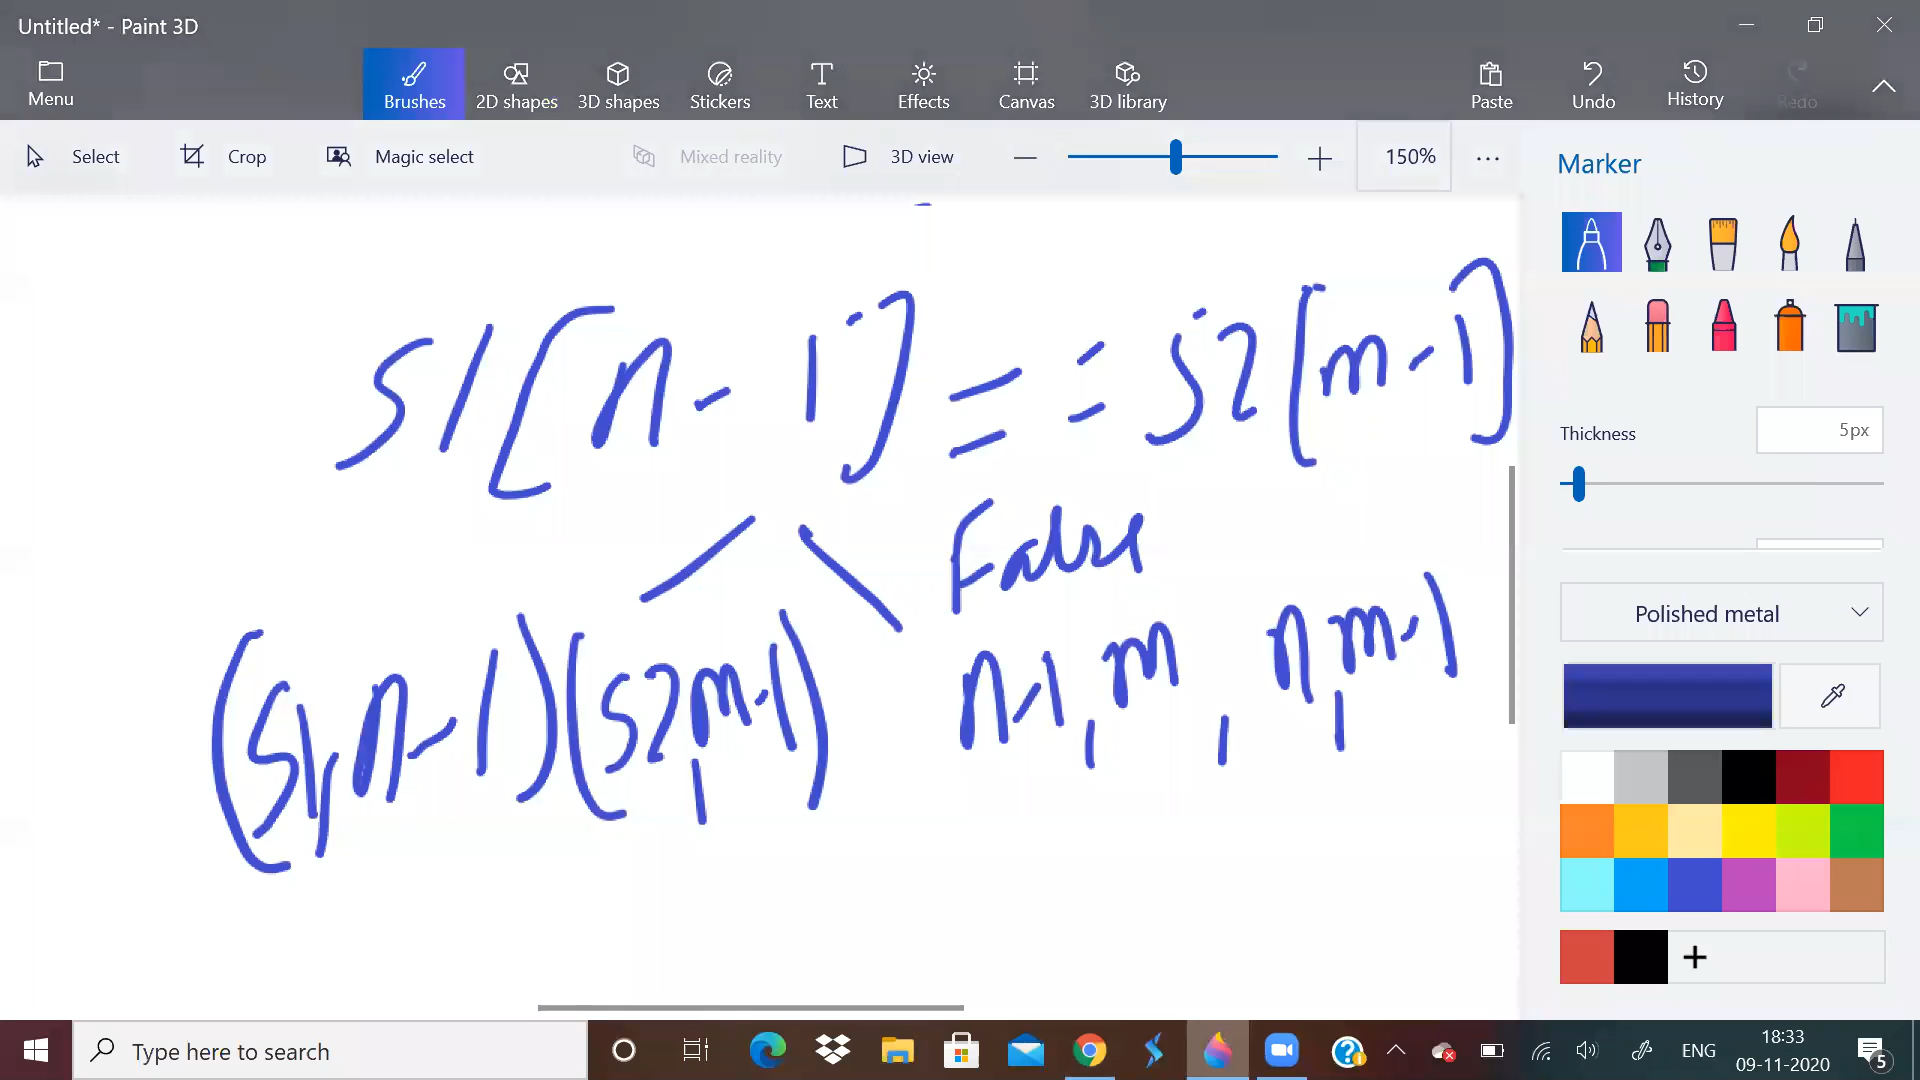 Untitled* - Paint 3D
Menu
Brushes
2D shapes
3D shapes
Stickers
Text
Effects
Canvas
3D library
Paste
Undo
History
Redo
Select
Crop
Magic select
Mixed reality
3D view
150%
Marker
S1[n-1] == S2[m-1]
False
(S1,n-1)(S2,m-1)
n-1, m , n, m-1
Thickness
5px
Polished metal
Type here to search
ENG
18:33
09-11-2020
5